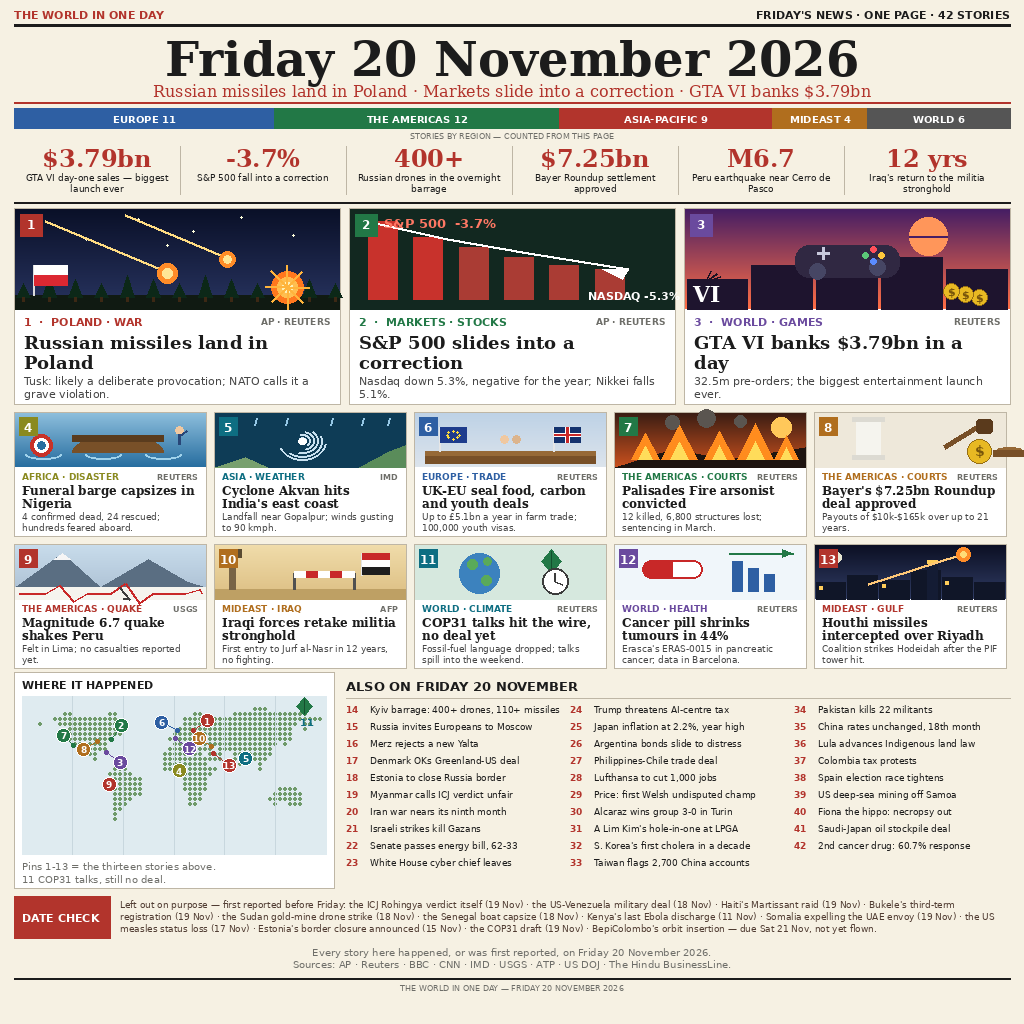 THE WORLD IN ONE DAY
FRIDAY'S NEWS · ONE PAGE · 42 STORIES
Friday 20 November 2026
Russian missiles land in Poland · Markets slide into a correction · GTA VI banks $3.79bn
EUROPE 11
THE AMERICAS 12
ASIA-PACIFIC 9
MIDEAST 4
WORLD 6
STORIES BY REGION — COUNTED FROM THIS PAGE
$3.79bn
GTA VI day-one sales — biggest
launch ever
-3.7%
S&P 500 fall into a correction
400+
Russian drones in the overnight
barrage
$7.25bn
Bayer Roundup settlement
approved
M6.7
Peru earthquake near Cerro de
Pasco
12 yrs
Iraq's return to the militia
stronghold
1
1 · POLAND · WAR
AP · REUTERS
Russian missiles land in
Poland
Tusk: likely a deliberate provocation; NATO calls it a
grave violation.
2
S&P 500 -3.7%
NASDAQ -5.3%
2 · MARKETS · STOCKS
AP · REUTERS
S&P 500 slides into a
correction
Nasdaq down 5.3%, negative for the year; Nikkei falls
5.1%.
3
VI
$ $ $
3 · WORLD · GAMES
REUTERS
GTA VI banks $3.79bn in a
day
32.5m pre-orders; the biggest entertainment launch
ever.
4
AFRICA · DISASTER
REUTERS
Funeral barge capsizes in
Nigeria
4 confirmed dead, 24 rescued;
hundreds feared aboard.
5
ASIA · WEATHER
IMD
Cyclone Akvan hits
India's east coast
Landfall near Gopalpur; winds gusting
to 90 kmph.
6
EUROPE · TRADE
REUTERS
UK-EU seal food, carbon
and youth deals
Up to £5.1bn a year in farm trade;
100,000 youth visas.
7
THE AMERICAS · COURTS
REUTERS
Palisades Fire arsonist
convicted
12 killed, 6,800 structures lost;
sentencing in March.
8
$
THE AMERICAS · COURTS
REUTERS
Bayer's $7.25bn Roundup
deal approved
Payouts of $10k-$165k over up to 21
years.
9
THE AMERICAS · QUAKE
USGS
Magnitude 6.7 quake
shakes Peru
Felt in Lima; no casualties reported
yet.
10
MIDEAST · IRAQ
AFP
Iraqi forces retake militia
stronghold
First entry to Jurf al-Nasr in 12 years,
no fighting.
11
WORLD · CLIMATE
REUTERS
COP31 talks hit the wire,
no deal yet
Fossil-fuel language dropped; talks
spill into the weekend.
12
WORLD · HEALTH
REUTERS
Cancer pill shrinks
tumours in 44%
Erasca's ERAS-0015 in pancreatic
cancer; data in Barcelona.
13
MIDEAST · GULF
REUTERS
Houthi missiles
intercepted over Riyadh
Coalition strikes Hodeidah after the PIF
tower hit.
WHERE IT HAPPENED
11
2
6
1
7
10
8
12
3
13
5
4
9
Pins 1-13 = the thirteen stories above.
11 COP31 talks, still no deal.
ALSO ON FRIDAY 20 NOVEMBER
14 Kyiv barrage: 400+ drones, 110+ missiles
15 Russia invites Europeans to Moscow
16 Merz rejects a new Yalta
17 Denmark OKs Greenland-US deal
18 Estonia to close Russia border
19 Myanmar calls ICJ verdict unfair
20 Iran war nears its ninth month
21 Israeli strikes kill Gazans
22 Senate passes energy bill, 62-33
23 White House cyber chief leaves
24 Trump threatens AI-centre tax
25 Japan inflation at 2.2%, year high
26 Argentina bonds slide to distress
27 Philippines-Chile trade deal
28 Lufthansa to cut 1,000 jobs
29 Price: first Welsh undisputed champ
30 Alcaraz wins group 3-0 in Turin
31 A Lim Kim's hole-in-one at LPGA
32 S. Korea's first cholera in a decade
33 Taiwan flags 2,700 China accounts
34 Pakistan kills 22 militants
35 China rates unchanged, 18th month
36 Lula advances Indigenous land law
37 Colombia tax protests
38 Spain election race tightens
39 US deep-sea mining off Samoa
40 Fiona the hippo: necropsy out
41 Saudi-Japan oil stockpile deal
42 2nd cancer drug: 60.7% response
DATE CHECK
Left out on purpose — first reported before Friday: the ICJ Rohingya verdict itself (19 Nov) · the US-Venezuela military deal (18 Nov) · Haiti's Martissant raid (19 Nov) · Bukele's third-term
registration (19 Nov) · the Sudan gold-mine drone strike (18 Nov) · the Senegal boat capsize (18 Nov) · Kenya's last Ebola discharge (11 Nov) · Somalia expelling the UAE envoy (19 Nov) · the US
measles status loss (17 Nov) · Estonia's border closure announced (15 Nov) · the COP31 draft (19 Nov) · BepiColombo's orbit insertion — due Sat 21 Nov, not yet flown.
Every story here happened, or was first reported, on Friday 20 November 2026.
Sources: AP · Reuters · BBC · CNN · IMD · USGS · ATP · US DOJ · The Hindu BusinessLine.
THE WORLD IN ONE DAY — FRIDAY 20 NOVEMBER 2026